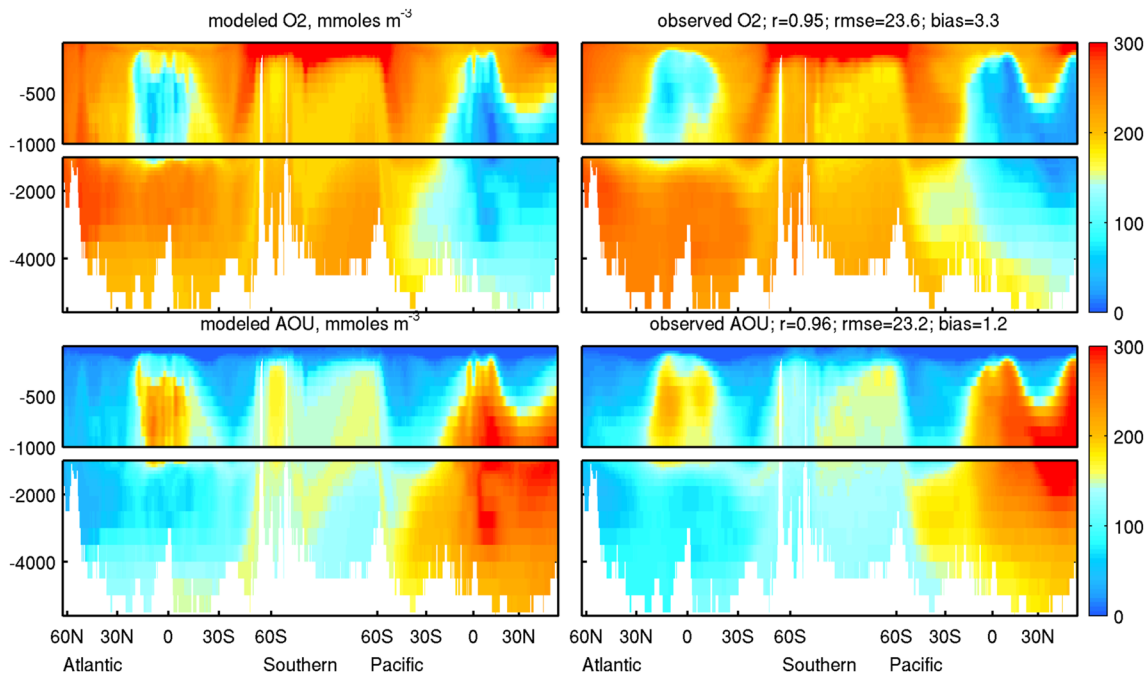 modeled O2, mmoles m-3
observed O2; r=0.95; rmse=23.6; bias=3.3
-500
-1000
-2000
-4000
300
200
100
0
modeled AOU, mmoles m-3
observed AOU; r=0.96; rmse=23.2; bias=1.2
-500
-1000
-2000
-4000
300
200
100
0
60N 30N 0 30S 60S 60S 30S 0 30N
60N 30N 0 30S 60S 60S 30S 0 30N
Atlantic Southern Pacific
Atlantic Southern Pacific